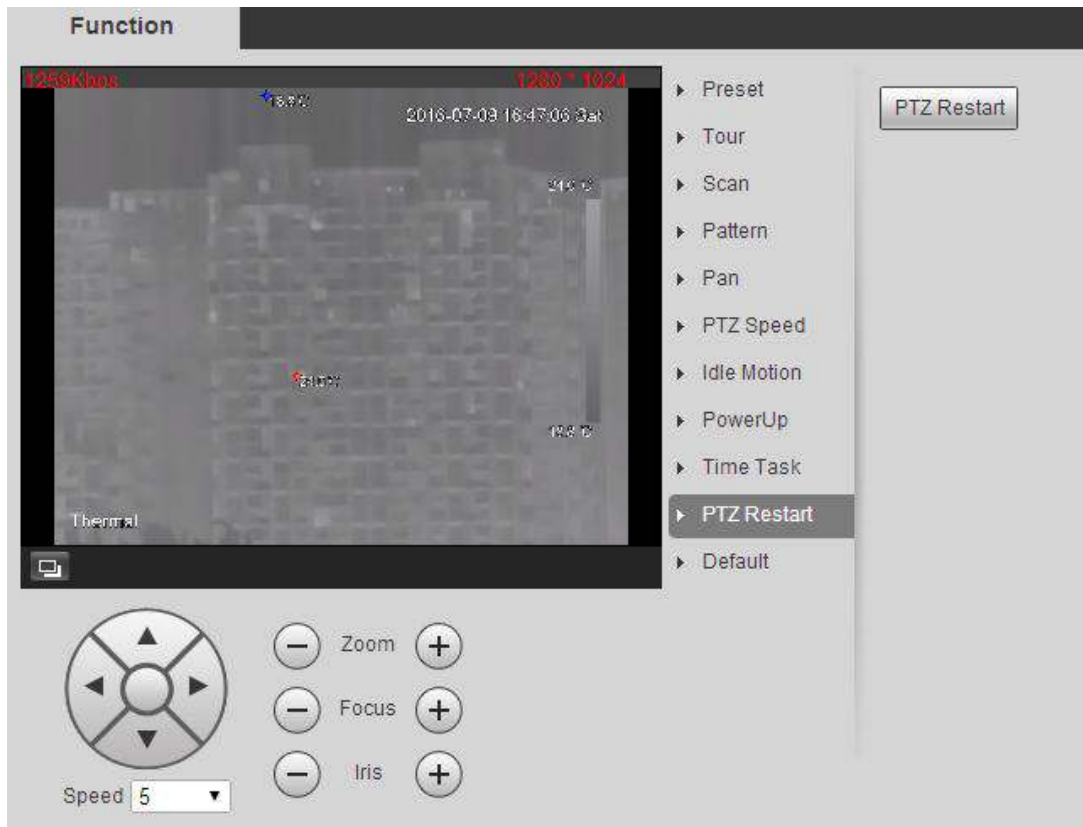 Function
1259Kbps
1280 * 1024
2016-07-09 16:47:06 Sat
Thermal
Preset
Tour
Scan
Pattern
Pan
PTZ Speed
Idle Motion
PowerUp
Time Task
PTZ Restart
Default
PTZ Restart
Zoom
Focus
Iris
Speed 5